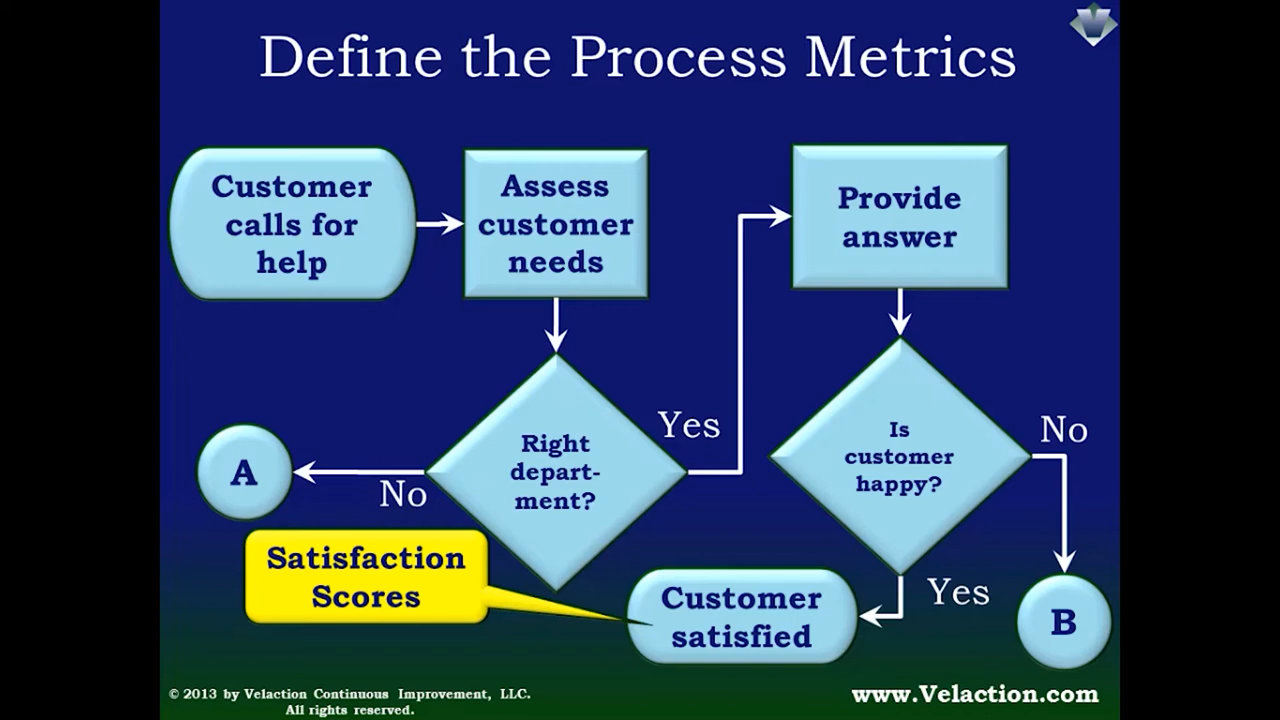 Define the Process Metrics
Customer
calls for
help
Assess
customer
needs
Provide
answer
Right
depart-
ment?
Yes
No
A
Is
customer
happy?
No
B
Yes
Customer
satisfied
Satisfaction
Scores
© 2013 by Velaction Continuous Improvement, LLC.
All rights reserved.
www.Velaction.com